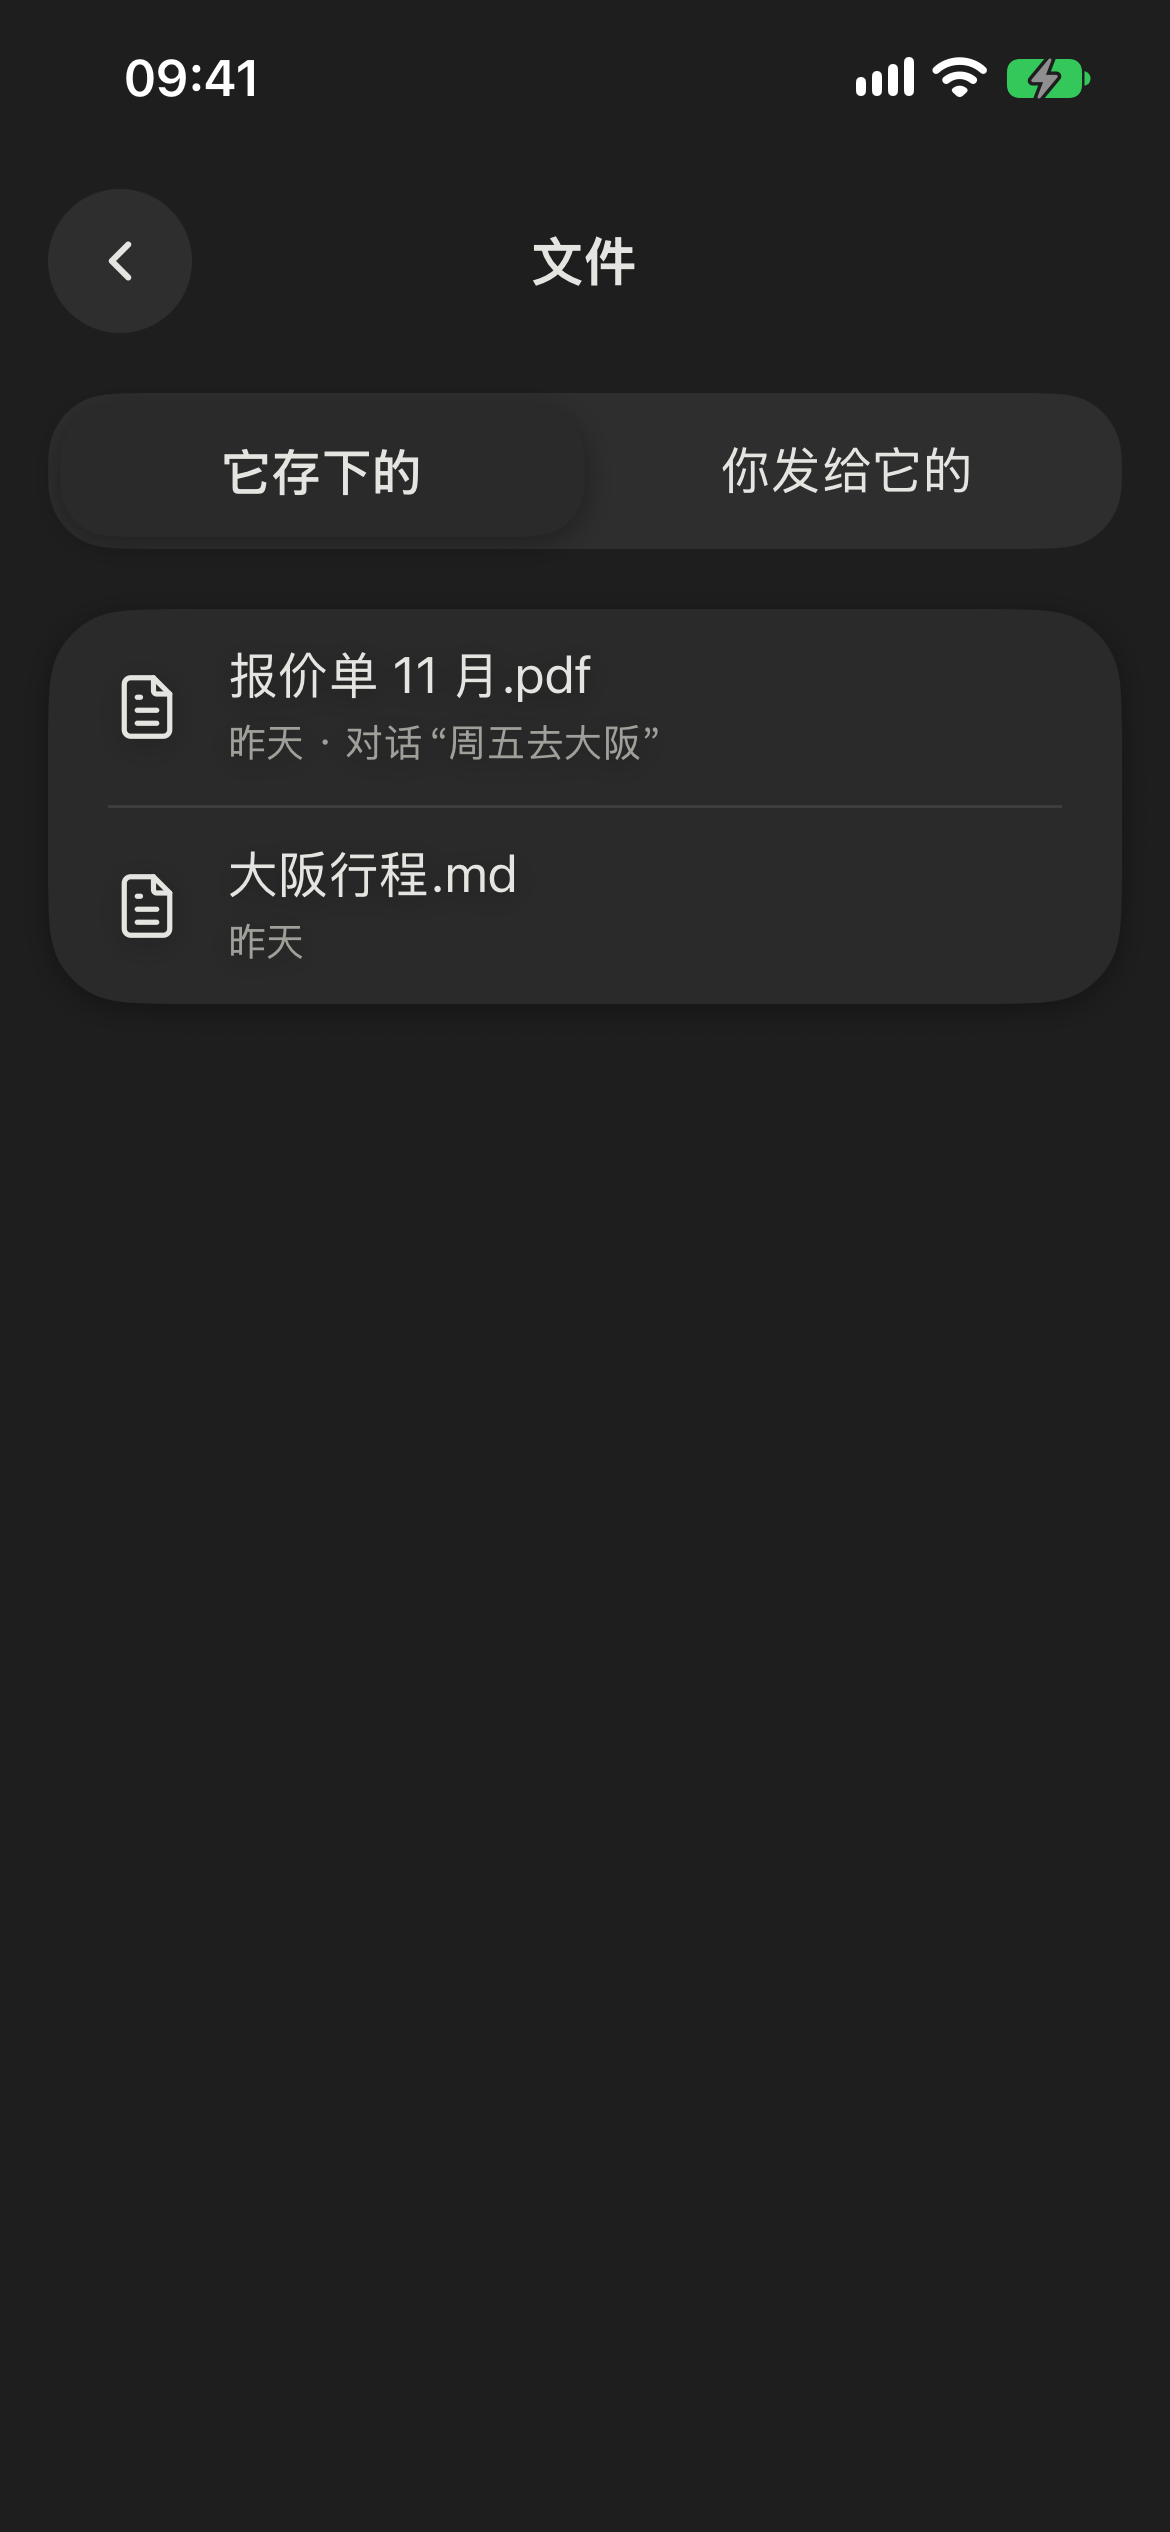 09:41
文件
它存下的
你发给它的
报价单 11 月.pdf
昨天 · 对话 “周五去大阪”
大阪行程.md
昨天